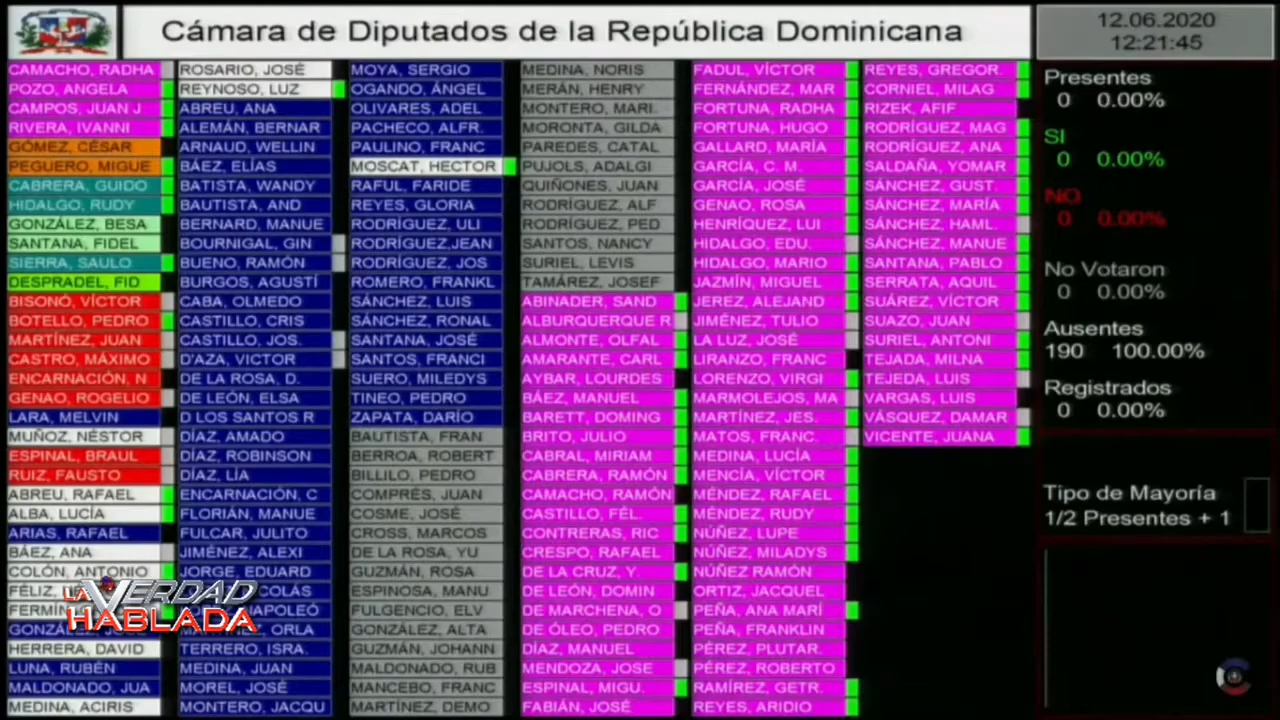 Cámara de Diputados de la República Dominicana
12.06.2020
12:21:45
CAMACHO, RADHA
POZO, ANGELA
CAMPOS, JUAN J
RIVERA, IVANNI
GÓMEZ, CÉSAR
PEGUERO, MIGUE
CABRERA, GUIDO
HIDALGO, RUDY
GONZÁLEZ, BESA
SANTANA, FIDEL
SIERRA, SAULO
DESPRADEL, FID
BISONÓ, VÍCTOR
BOTELLO, PEDRO
MARTÍNEZ, JUAN
CASTRO, MÁXIMO
ENCARNACIÓN, N
GENAO, ROGELIO
LARA, MELVIN
MUÑOZ, NÉSTOR
ESPINAL, BRAUL
RUIZ, FAUSTO
ABREU, RAFAEL
ALBA, LUCÍA
ARIAS, RAFAEL
BÁEZ, ANA
COLÓN, ANTONIO
FÉLIZ,
FERMÍN
GONZÁLEZ, JOSÉ
HERRERA, DAVID
LUNA, RUBÉN
MALDONADO, JUA
MEDINA, ACIRIS
ROSARIO, JOSÉ
REYNOSO, LUZ
ABREU, ANA
ALEMÁN, BERNAR
ARNAUD, WELLIN
BÁEZ, ELÍAS
BATISTA, WANDY
BAUTISTA, AND
BERNARD, MANUE
BOURNIGAL, GIN
BUENO, RAMÓN
BURGOS, AGUSTÍ
CABA, OLMEDO
CASTILLO, CRIS
CASTILLO, JOS.
D'AZA, VICTOR
DE LA ROSA, D.
DE LEÓN, ELSA
D LOS SANTOS R
DÍAZ, AMADO
DÍAZ, ROBINSON
DÍAZ, LÍA
ENCARNACIÓN, C
FLORIÁN, MANUE
FULCAR, JULITO
JIMÉNEZ, ALEXI
JORGE, EDUARD
COLÁS
NAPOLEÓ
MARTÍNEZ, ORLA
TERRERO, ISRA.
MEDINA, JUAN
MOREL, JOSÉ
MONTERO, JACQU
MOYA, SERGIO
OGANDO, ÁNGEL
OLIVARES, ADEL
PACHECO, ALFR.
PAULINO, FRANC
MOSCAT, HECTOR
RAFUL, FARIDE
REYES, GLORIA
RODRÍGUEZ, ULI
RODRÍGUEZ,JEAN
RODRÍGUEZ, JOS
ROMERO, FRANKL
SÁNCHEZ, LUIS
SÁNCHEZ, RONAL
SANTANA, JOSÉ
SANTOS, FRANCI
SUERO, MILEDYS
TINEO, PEDRO
ZAPATA, DARÍO
BAUTISTA, FRAN
BERROA, ROBERT
BILLILO, PEDRO
COMPRÉS, JUAN
COSME, JOSÉ
CROSS, MARCOS
DE LA ROSA, YU
GUZMÁN, ROSA
ESPINOSA, MANU
FULGENCIO, ELV
GONZÁLEZ, ALTA
GUZMÁN, JOHANN
MALDONADO, RUB
MANCEBO, FRANC
MARTÍNEZ, DEMO
MEDINA, NORIS
MERÁN, HENRY
MONTERO, MARI.
MORONTA, GILDA
PAREDES, CATAL
PUJOLS, ADALGI
QUIÑONES, JUAN
RODRÍGUEZ, ALF
RODRÍGUEZ, PED
SANTOS, NANCY
SURIEL, LEVIS
TAMÁREZ, JOSEF
ABINADER, SAND
ALBURQUERQUE R
ALMONTE, OLFAL
AMARANTE, CARL
AYBAR, LOURDES
BÁEZ, MANUEL
BARETT, DOMING
BRITO, JULIO
CABRAL, MIRIAM
CABRERA, RAMÓN
CAMACHO, RAMÓN
CASTILLO, FÉL.
CONTRERAS, RIC
CRESPO, RAFAEL
DE LA CRUZ, Y.
DE LEÓN, DOMIN
DE MARCHENA, O
DE ÓLEO, PEDRO
DÍAZ, MANUEL
MENDOZA, JOSE
ESPINAL, MIGU.
FABIÁN, JOSÉ
FADUL, VÍCTOR
FERNÁNDEZ, MAR
FORTUNA, RADHA
FORTUNA, HUGO
GALLARD, MARÍA
GARCÍA, C. M.
GARCÍA, JOSÉ
GENAO, ROSA
HENRÍQUEZ, LUI
HIDALGO, EDU.
HIDALGO, MARIO
JAZMÍN, MIGUEL
JEREZ, ALEJAND
JIMÉNEZ, TULIO
LA LUZ, JOSÉ
LIRANZO, FRANC
LORENZO, VIRGI
MARMOLEJOS, MA
MARTÍNEZ, JES.
MATOS, FRANC.
MEDINA, LUCÍA
MENCÍA, VÍCTOR
MÉNDEZ, RAFAEL
MÉNDEZ, RUDY
NÚÑEZ, LUPE
NÚÑEZ, MILADYS
NÚÑEZ RAMÓN
ORTIZ, JACQUEL
PEÑA, ANA MARÍ
PEÑA, FRANKLIN
PÉREZ, PLUTAR.
PÉREZ, ROBERTO
RAMÍREZ, GETR.
REYES, ARIDIO
REYES, GREGOR.
CORNIEL, MILAG
RIZEK, AFIF
RODRÍGUEZ, MAG
RODRÍGUEZ, ANA
SALDAÑA, YOMAR
SÁNCHEZ, GUST.
SÁNCHEZ, MARÍA
SÁNCHEZ, HAML.
SÁNCHEZ, MANUE
SANTANA, PABLO
SERRATA, AQUIL
SUÁREZ, VÍCTOR
SUAZO, JUAN
SURIEL, ANTONI
TEJADA, MILNA
TEJEDA, LUIS
VARGAS, LUIS
VÁSQUEZ, DAMAR
VICENTE, JUANA
Presentes
0 0.00%
SI
0 0.00%
NO
0 0.00%
No Votaron
0 0.00%
Ausentes
190 100.00%
Registrados
0 0.00%
Tipo de Mayoría
1/2 Presentes + 1
LA VERDAD
HABLADA